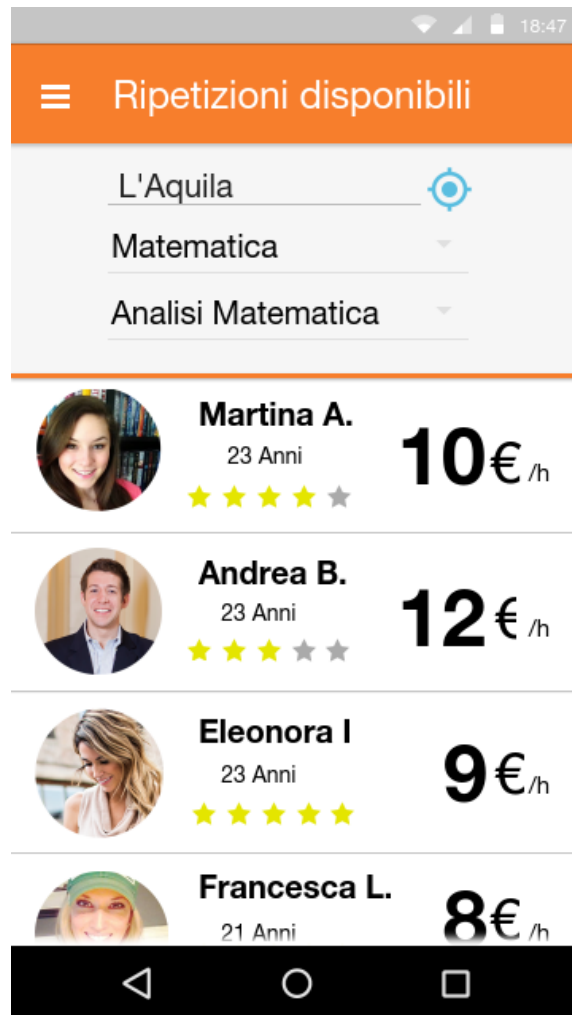 18:47
Ripetizioni disponibili
L'Aquila
Matematica
Analisi Matematica
Martina A.
23 Anni
10€/h
Andrea B.
23 Anni
12€/h
Eleonora I
23 Anni
9€/h
Francesca L.
21 Anni
8€/h